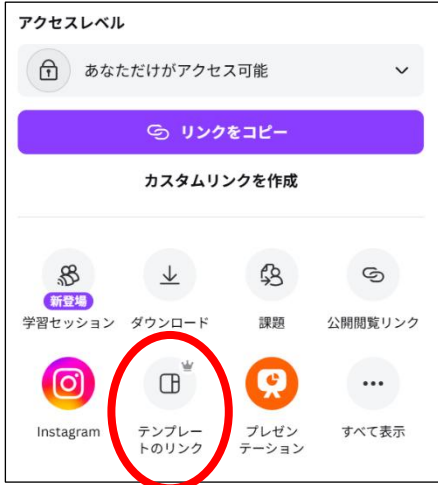 アクセスレベル
あなただけがアクセス可能
リンクをコピー
カスタムリンクを作成
新登場
学習セッション
ダウンロード
課題
公開閲覧リンク
Instagram
テンプレー
トのリンク
プレゼン
テーション
すべて表示